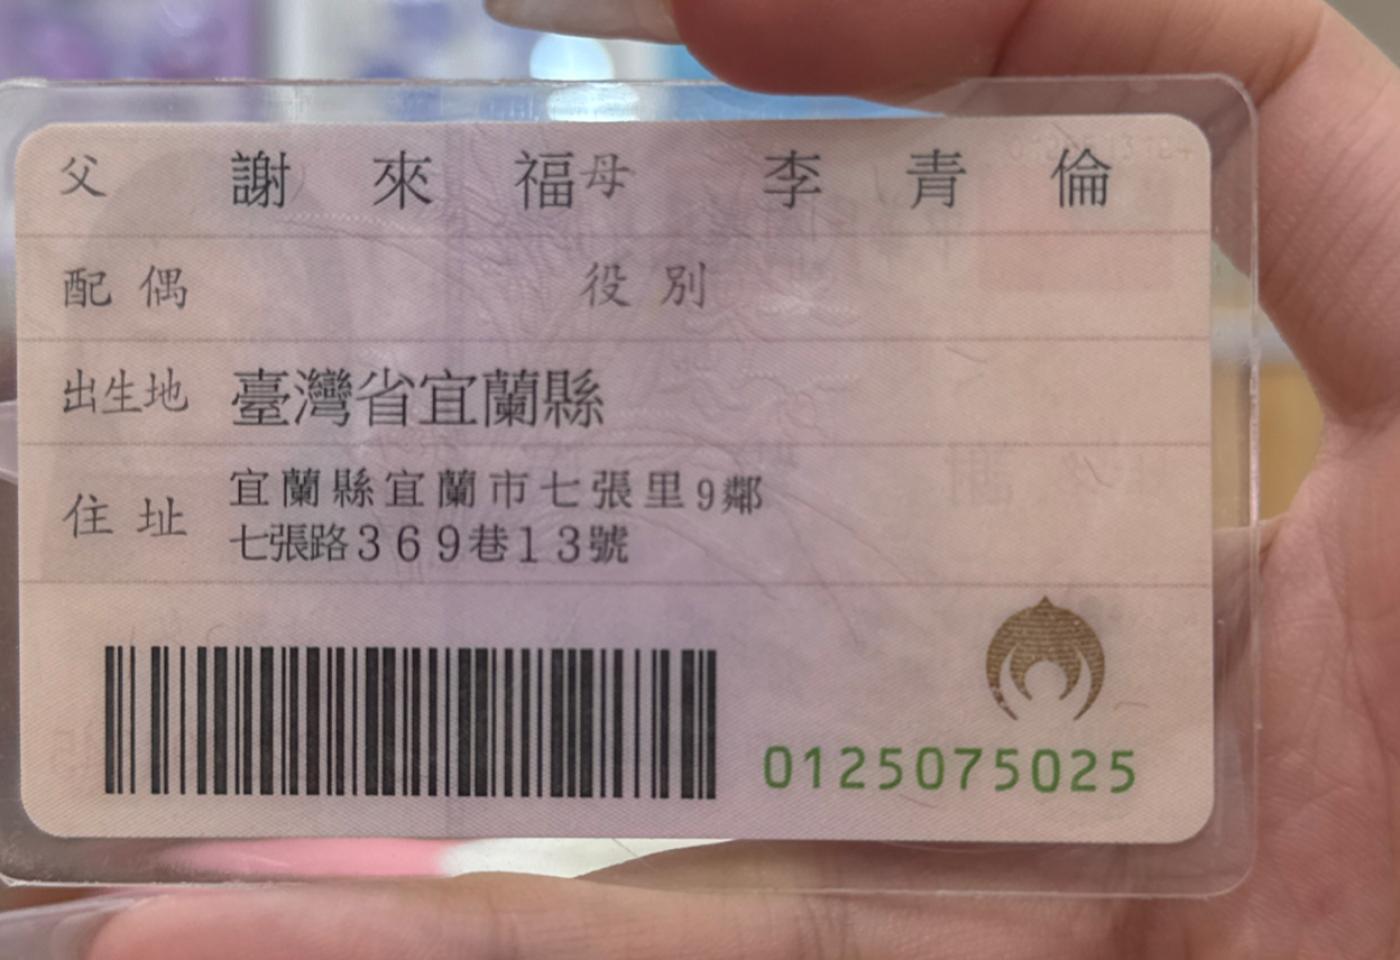 父 謝來福 母 李青倫
配偶 役別
出生地 臺灣省宜蘭縣
住址 宜蘭縣宜蘭市七張里9鄰
七張路369巷13號
0125075025